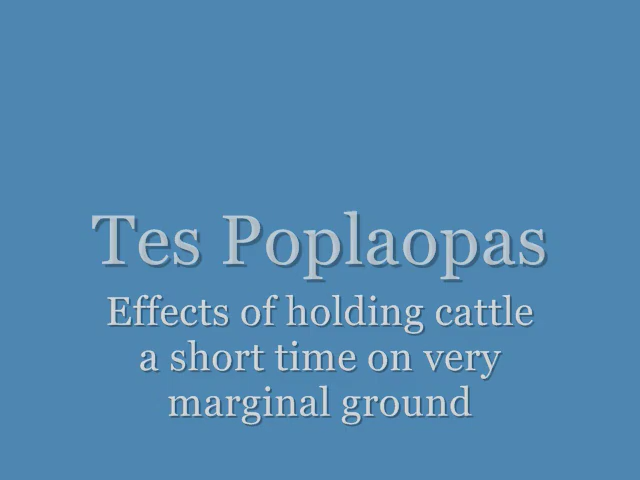 Tes Poplaopas
Effects of holding cattle
a short time on very
marginal ground